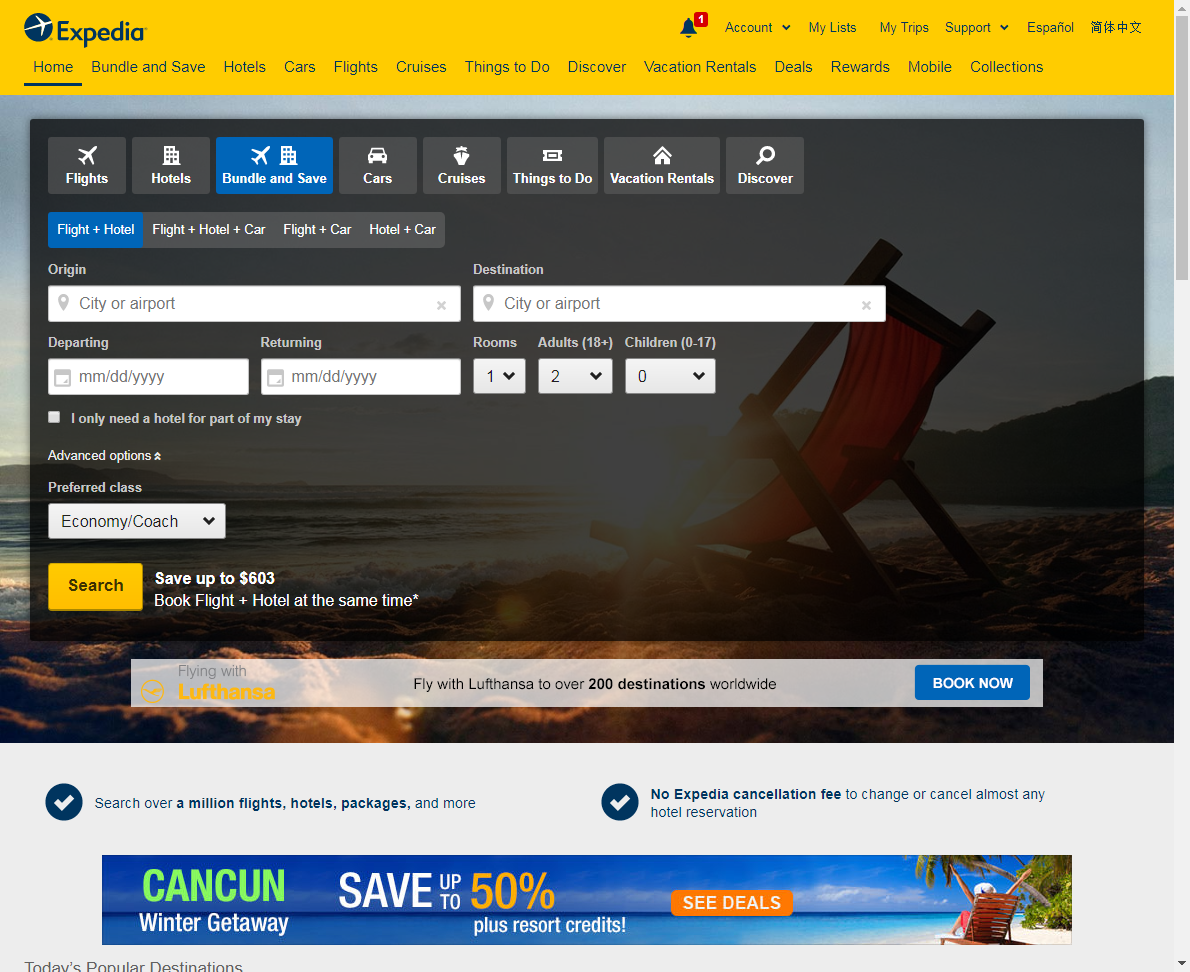 Expedia
1
Account
My Lists
My Trips
Support
Español
简体中文
Home
Bundle and Save
Hotels
Cars
Flights
Cruises
Things to Do
Discover
Vacation Rentals
Deals
Rewards
Mobile
Collections
Flights
Hotels
Bundle and Save
Cars
Cruises
Things to Do
Vacation Rentals
Discover
Flight + Hotel
Flight + Hotel + Car
Flight + Car
Hotel + Car
Origin
Destination
City or airport
City or airport
Departing
Returning
Rooms
Adults (18+)
Children (0-17)
mm/dd/yyyy
mm/dd/yyyy
1
2
0
I only need a hotel for part of my stay
Advanced options
Preferred class
Economy/Coach
Search
Save up to $603
Book Flight + Hotel at the same time*
Flying with
Lufthansa
Fly with Lufthansa to over 200 destinations worldwide
BOOK NOW
Search over a million flights, hotels, packages, and more
No Expedia cancellation fee to change or cancel almost any
hotel reservation
CANCUN
Winter Getaway
SAVE UP TO 50%
plus resort credits!
SEE DEALS
Today's Popular Destinations